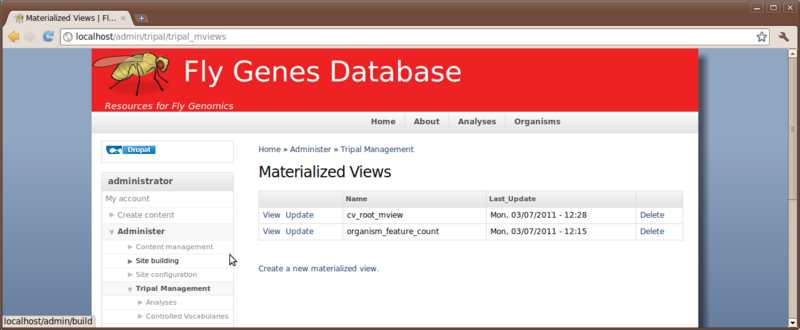 Materialized Views | Fl...
localhost/admin/tripal/tripal_mviews
Fly Genes Database
Resources for Fly Genomics
Home About Analyses Organisms
Drupal
Home » Administer » Tripal Management
Materialized Views
administrator
My account
Create content
Administer
Content management
Site building
Site configuration
Tripal Management
Analyses
Controlled Vocabularies
Name Last_Update
View Update cv_root_mview Mon, 03/07/2011 - 12:28 Delete
View Update organism_feature_count Mon, 03/07/2011 - 12:15 Delete
Create a new materialized view.
localhost/admin/build